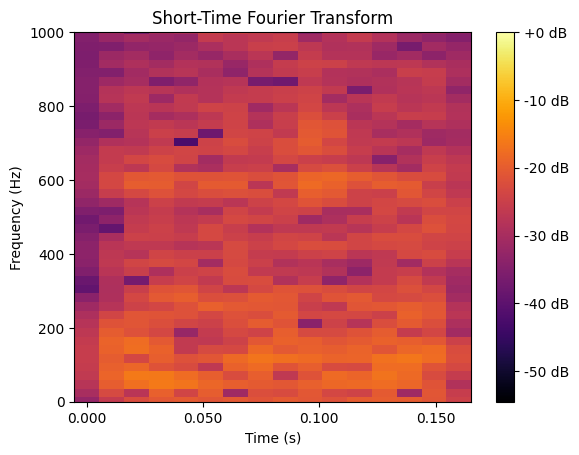 Short-Time Fourier Transform
1000
800
600
400
200
0
Frequency (Hz)
0.000
0.050
0.100
0.150
Time (s)
+0 dB
-10 dB
-20 dB
-30 dB
-40 dB
-50 dB